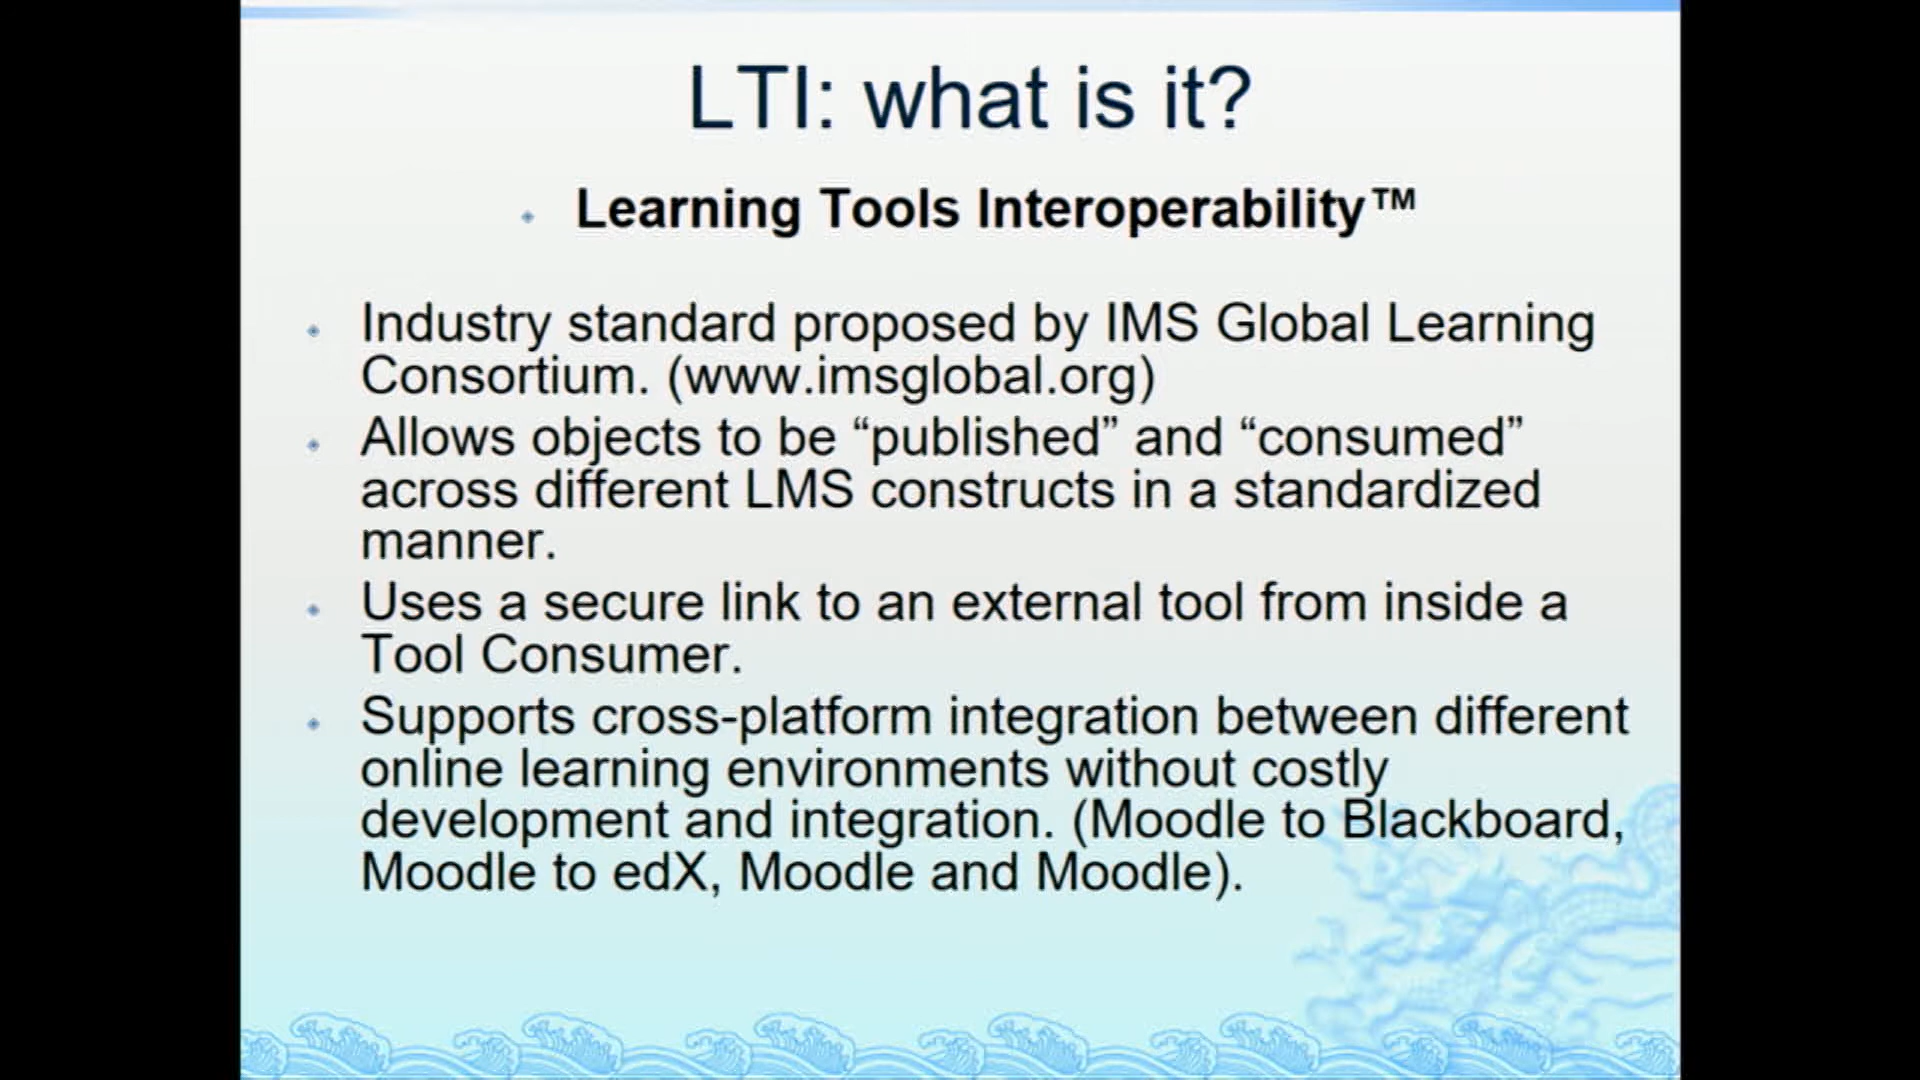 LTI: what is it?
Learning Tools Interoperability™
Industry standard proposed by IMS Global Learning
Consortium. (www.imsglobal.org)
Allows objects to be “published” and “consumed”
across different LMS constructs in a standardized
manner.
Uses a secure link to an external tool from inside a
Tool Consumer.
Supports cross-platform integration between different
online learning environments without costly
development and integration. (Moodle to Blackboard,
Moodle to edX, Moodle and Moodle).